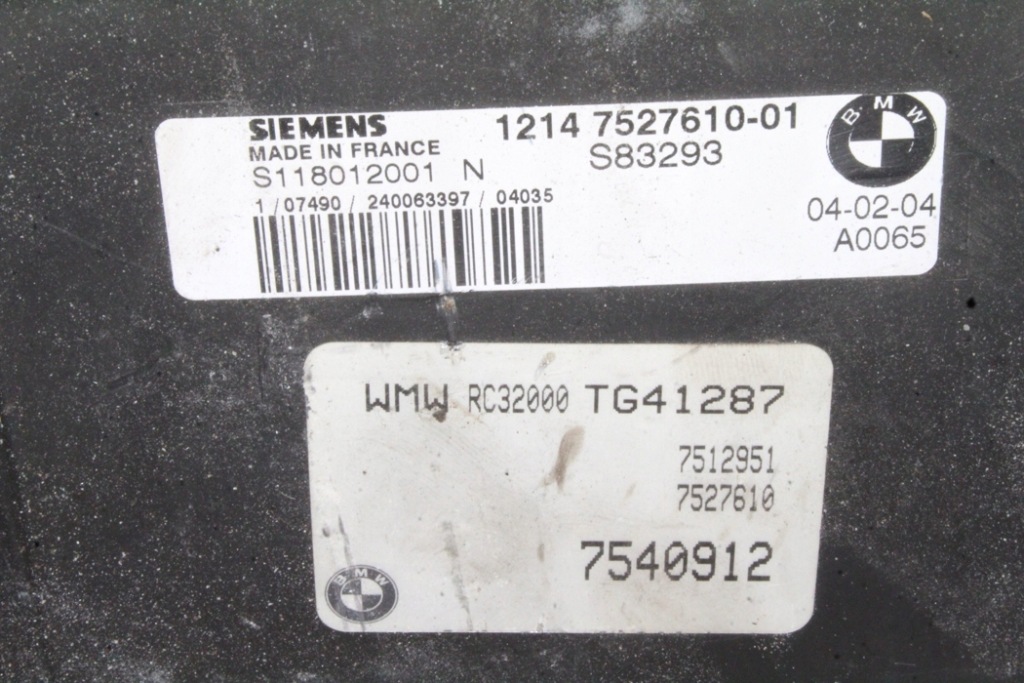 SIEMENS 1214 7527610-01
MADE IN FRANCE S83293
S118012001 N
1 / 07490 / 240063397 / 04035
BMW
04-02-04
A0065
WMW RC32000 TG41287
7512951
7527610
7540912
BMW